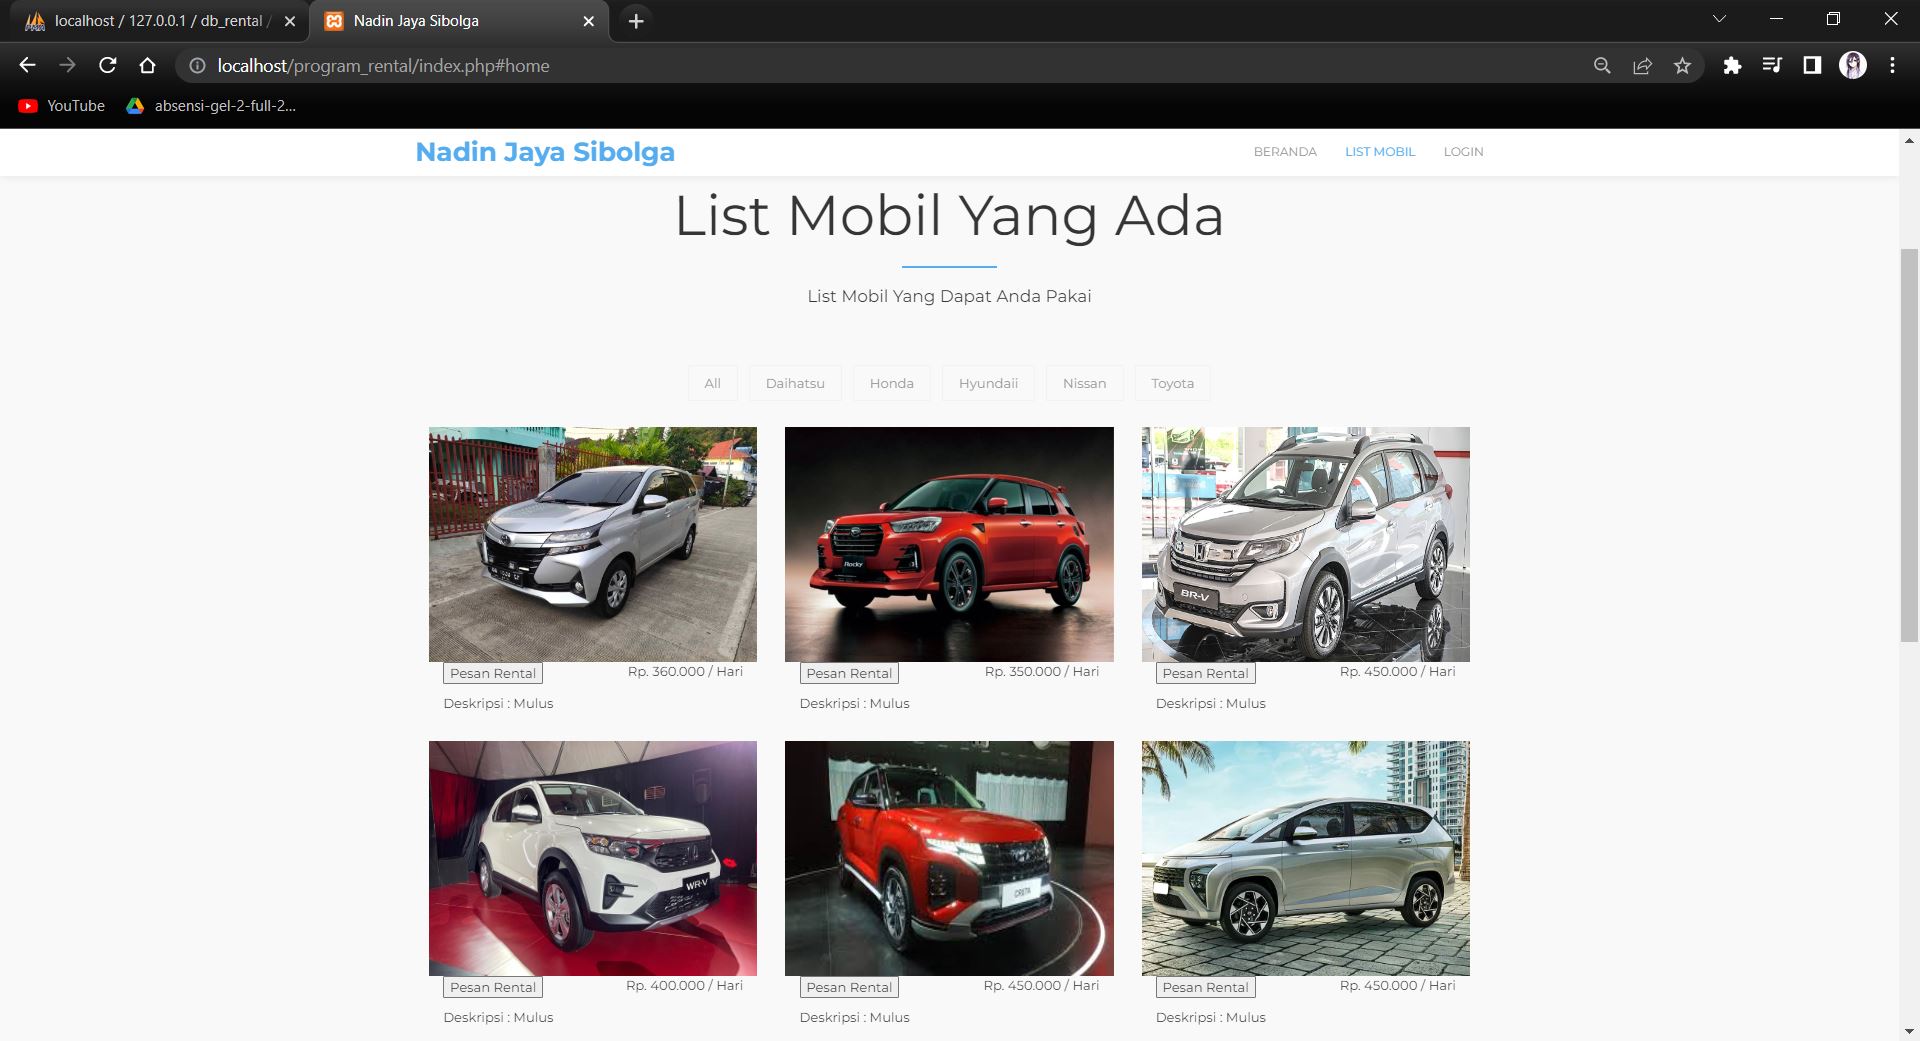 localhost / 127.0.0.1 / db_rental /
Nadin Jaya Sibolga
localhost/program_rental/index.php#home
YouTube
absensi-gel-2-full-2...
Nadin Jaya Sibolga
BERANDA
LIST MOBIL
LOGIN
List Mobil Yang Ada
List Mobil Yang Dapat Anda Pakai
All
Daihatsu
Honda
Hyundaii
Nissan
Toyota
Rocky
BR-V
Pesan Rental
Rp. 360.000 / Hari
Deskripsi : Mulus
Pesan Rental
Rp. 350.000 / Hari
Deskripsi : Mulus
Pesan Rental
Rp. 450.000 / Hari
Deskripsi : Mulus
WR-V
CRETA
Pesan Rental
Rp. 400.000 / Hari
Deskripsi : Mulus
Pesan Rental
Rp. 450.000 / Hari
Deskripsi : Mulus
Pesan Rental
Rp. 450.000 / Hari
Deskripsi : Mulus